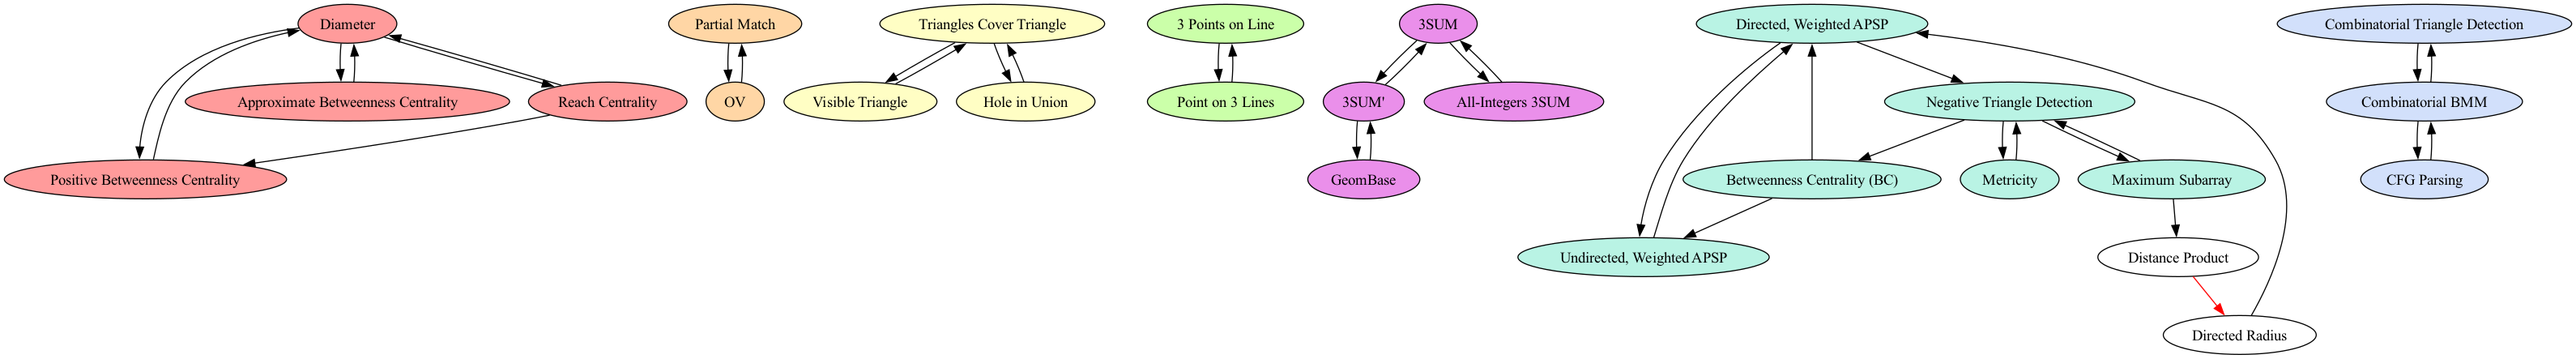 Diameter
Partial Match
Triangles Cover Triangle
3 Points on Line
3SUM
Directed, Weighted APSP
Combinatorial Triangle Detection
Approximate Betweenness Centrality
Reach Centrality
OV
Visible Triangle
Hole in Union
Point on 3 Lines
3SUM'
All-Integers 3SUM
Negative Triangle Detection
Combinatorial BMM
Positive Betweenness Centrality
GeomBase
Betweenness Centrality (BC)
Metricity
Maximum Subarray
CFG Parsing
Undirected, Weighted APSP
Distance Product
Directed Radius